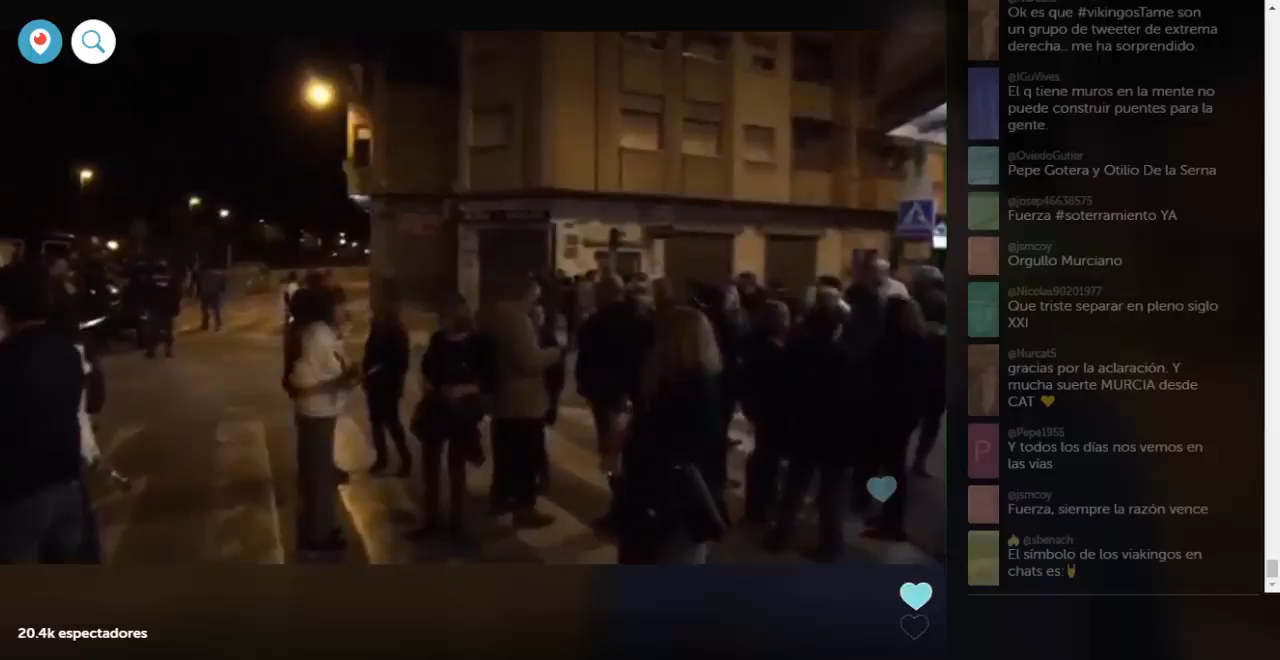 Ok es que #vikingosTame son
un grupo de tweeter de extrema
derecha.. me ha sorprendido.
@IGuVives
El q tiene muros en la mente no
puede construir puentes para la
gente.
@OviedoGutier
Pepe Gotera y Otilio De la Serna
@josep46638575
Fuerza #soterramiento YA
@jsmcoy
Orgullo Murciano
@Nicolas90201977
Que triste separar en pleno siglo
XXI
@Nurcat5
gracias por la aclaración. Y
mucha suerte MURCIA desde
CAT 💛
@Pepe1955
P
Y todos los días nos vemos en
las vías
@jsmcoy
Fuerza, siempre la razón vence
@sbenach
El símbolo de los viakingos en
chats es:🤘
20.4k espectadores